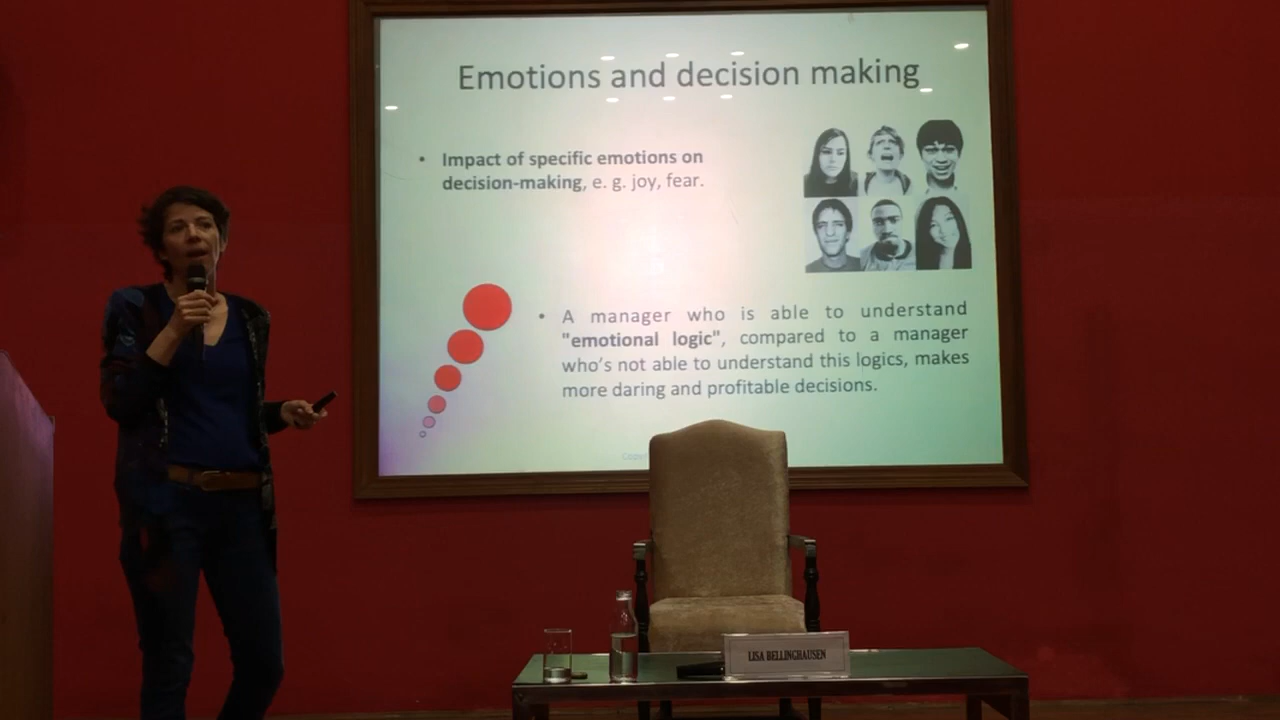 Emotions and decision making
• Impact of specific emotions on
decision-making, e. g. joy, fear.
• A manager who is able to understand
"emotional logic", compared to a manager
who's not able to understand this logics, makes
more daring and profitable decisions.
LISA BELLINGHAUSEN